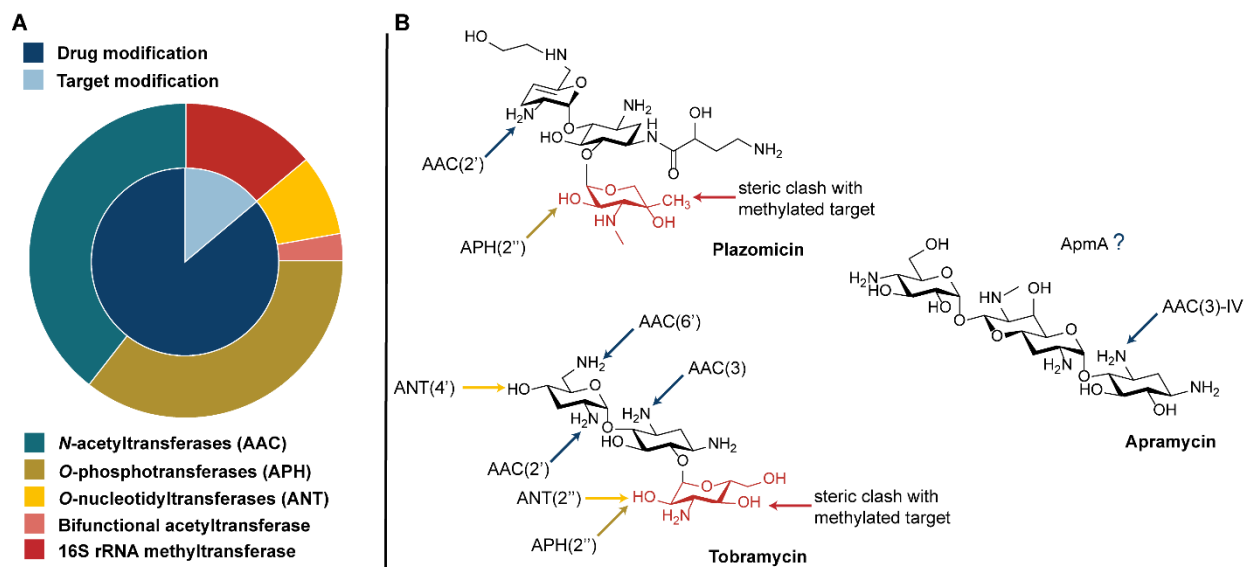 A
Drug modification
Target modification
N-acetyltransferases (AAC)
O-phosphotransferases (APH)
O-nucleotidyltransferases (ANT)
Bifunctional acetyltransferase
16S rRNA methyltransferase
B
HO
HN
O
H₂N
NH₂
OH
O
HO
H
N
NH₂
O
O
AAC(2')
O
HO
CH₃
steric clash with
methylated target
HN
OH
APH(2'')
Plazomicin
AAC(6')
NH₂
ANT(4')
HO
O
AAC(3)
H₂N
H₂N
O
HO
NH₂
AAC(2')
O
O
OH
ANT(2'')
HO
OH
steric clash with
methylated target
H₂N
APH(2'')
Tobramycin
ApmA ?
OH
H₂N
HO
O
HO
HN
OH
O
O
O
O
AAC(3)-IV
H₂N
H₂N
O
NH₂
HO
OH
Apramycin